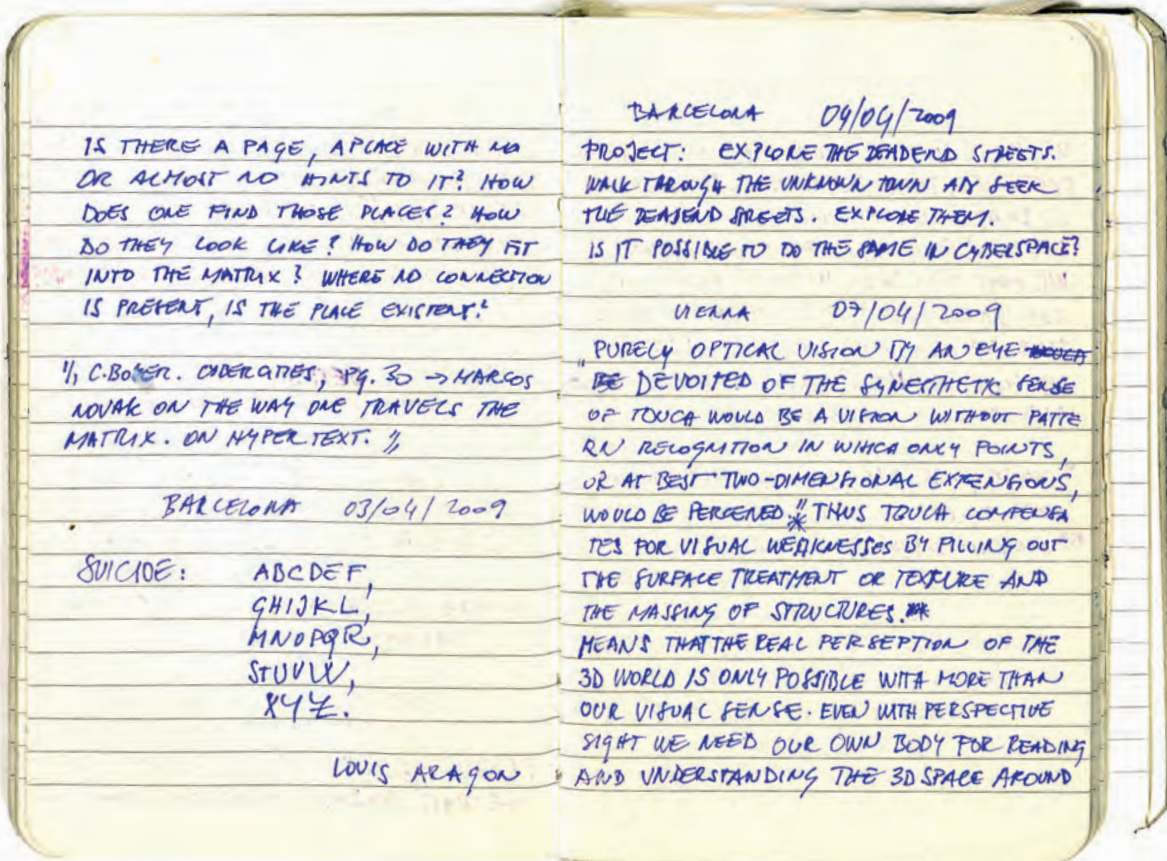 IS THERE A PAGE, A PLACE WITH NO
OR ALMOST NO HINTS TO IT? HOW
DOES ONE FIND THOSE PLACES? HOW
DO THEY LOOK LIKE? HOW DO THEY FIT
INTO THE MATRIX? WHERE NO CONNECTION
IS PRESENT, IS THE PLACE EXISTENT?
1/1 C.BOYER. CYBERCITIES, PG. 30 → MARCOS
NOVAK ON THE WAY ONE TRAVELS THE
MATRIX. ON HYPERTEXT. //
BARCELONA 03/04/2009
SUICIDE: ABCDEF,
GHIJKL,
MNOPQR,
STUVW,
XYZ.
LOUIS ARAGON
BARCELONA 04/04/2009
PROJECT: EXPLORE THE DEADEND STREETS.
WALK THROUGH THE UNKNOWN TOWN AND SEEK
THE DEADEND STREETS. EXPLORE THEM.
IS IT POSSIBLE TO DO THE SAME IN CYBERSPACE?
VIENNA 07/04/2009
„PURELY OPTICAL VISION BY AN EYE
BE DEVOITED OF THE SYNESTHETIC SENSE
OF TOUCH WOULD BE A VISION WITHOUT PATTE
RN RECOGNITION IN WHICH ONLY POINTS,
OR AT BEST TWO-DIMENSIONAL EXTENSIONS,
WOULD BE PERCEIVED."* THUS TOUCH COMPENSA
TES FOR VISUAL WEAKNESSES BY FILLING OUT
THE SURFACE TREATMENT OR TEXTURE AND
THE MASSING OF STRUCTURES.**
MEANS THAT THE REAL PERSEPTION OF THE
3D WORLD IS ONLY POSSIBLE WITH MORE THAN
OUR VISUAL SENSE. EVEN WITH PERSPECTIVE
SIGHT WE NEED OUR OWN BODY FOR READING
AND UNDERSTANDING THE 3D SPACE AROUND